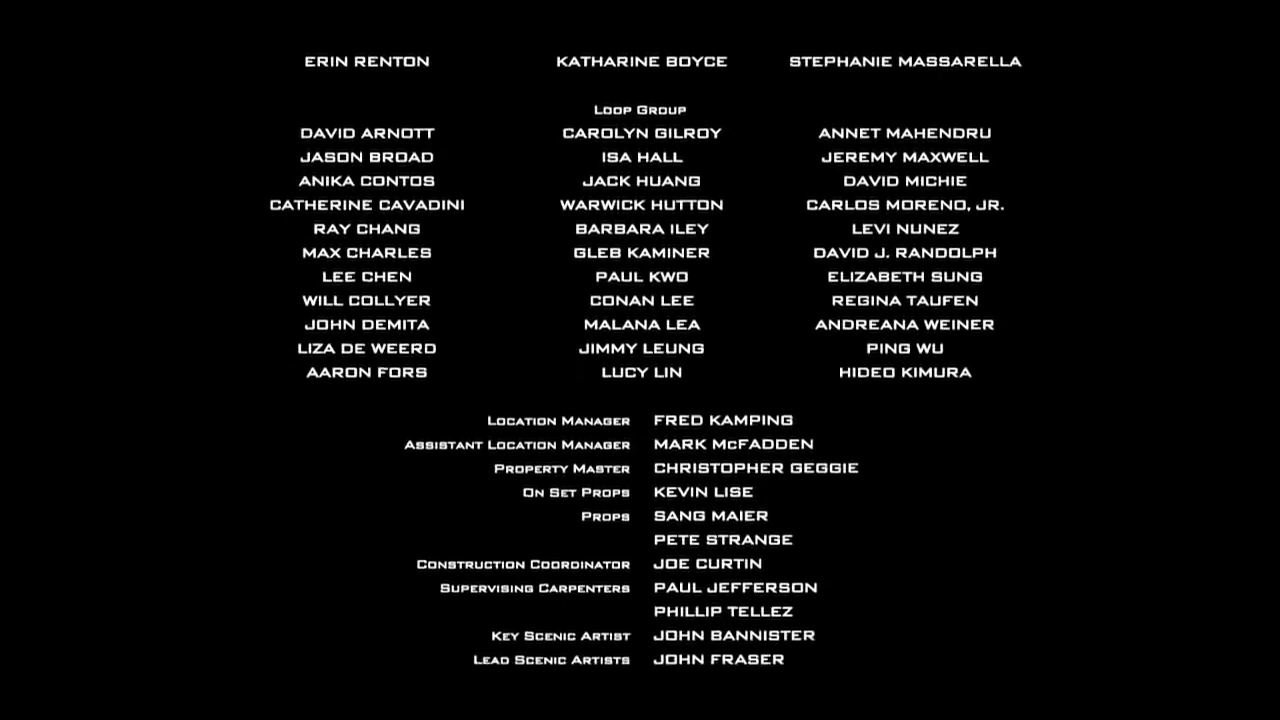 ERIN RENTON KATHARINE BOYCE STEPHANIE MASSARELLA
Loop Group
DAVID ARNOTT CAROLYN GILROY ANNET MAHENDRU
JASON BROAD ISA HALL JEREMY MAXWELL
ANIKA CONTOS JACK HUANG DAVID MICHIE
CATHERINE CAVADINI WARWICK HUTTON CARLOS MORENO, JR.
RAY CHANG BARBARA ILEY LEVI NUNEZ
MAX CHARLES GLEB KAMINER DAVID J. RANDOLPH
LEE CHEN PAUL KWO ELIZABETH SUNG
WILL COLLYER CONAN LEE REGINA TAUFEN
JOHN DEMITA MALANA LEA ANDREANA WEINER
LIZA DE WEERD JIMMY LEUNG PING WU
AARON FORS LUCY LIN HIDEO KIMURA
Location Manager FRED KAMPING
Assistant Location Manager MARK McFADDEN
Property Master CHRISTOPHER GEGGIE
On Set Props KEVIN LISE
Props SANG MAIER
PETE STRANGE
Construction Coordinator JOE CURTIN
Supervising Carpenters PAUL JEFFERSON
PHILLIP TELLEZ
Key Scenic Artist JOHN BANNISTER
Lead Scenic Artists JOHN FRASER